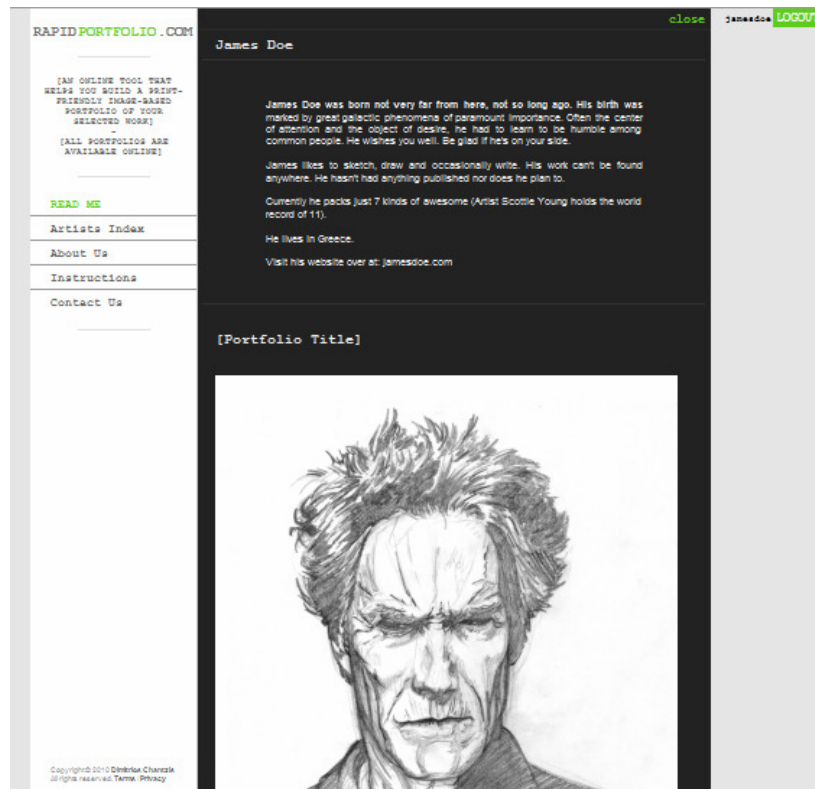 RAPIDPORTFOLIO.COM
[AN ONLINE TOOL THAT
HELPS YOU BUILD A PRINT-
FRIENDLY IMAGE-BASED
PORTFOLIO OF YOUR
SELECTED WORK]
–
[ALL PORTFOLIOS ARE
AVAILABLE ONLINE]
READ ME
Artists Index
About Us
Instructions
Contact Us
Copyright© 2010 Dimitrios Chantzis
All rights reserved. Terms Privacy
close
James Doe
James Doe was born not very far from here, not so long ago. His birth was
marked by great galactic phenomena of paramount importance. Often the center
of attention and the object of desire, he had to learn to be humble among
common people. He wishes you well. Be glad if he's on your side.
James likes to sketch, draw and occasionally write. His work can't be found
anywhere. He hasn't had anything published nor does he plan to.
Currently he packs just 7 kinds of awesome (Artist Scottie Young holds the world
record of 11).
He lives in Greece.
Visit his website over at: jamesdoe.com
[Portfolio Title]
jamesdoe LOGOUT